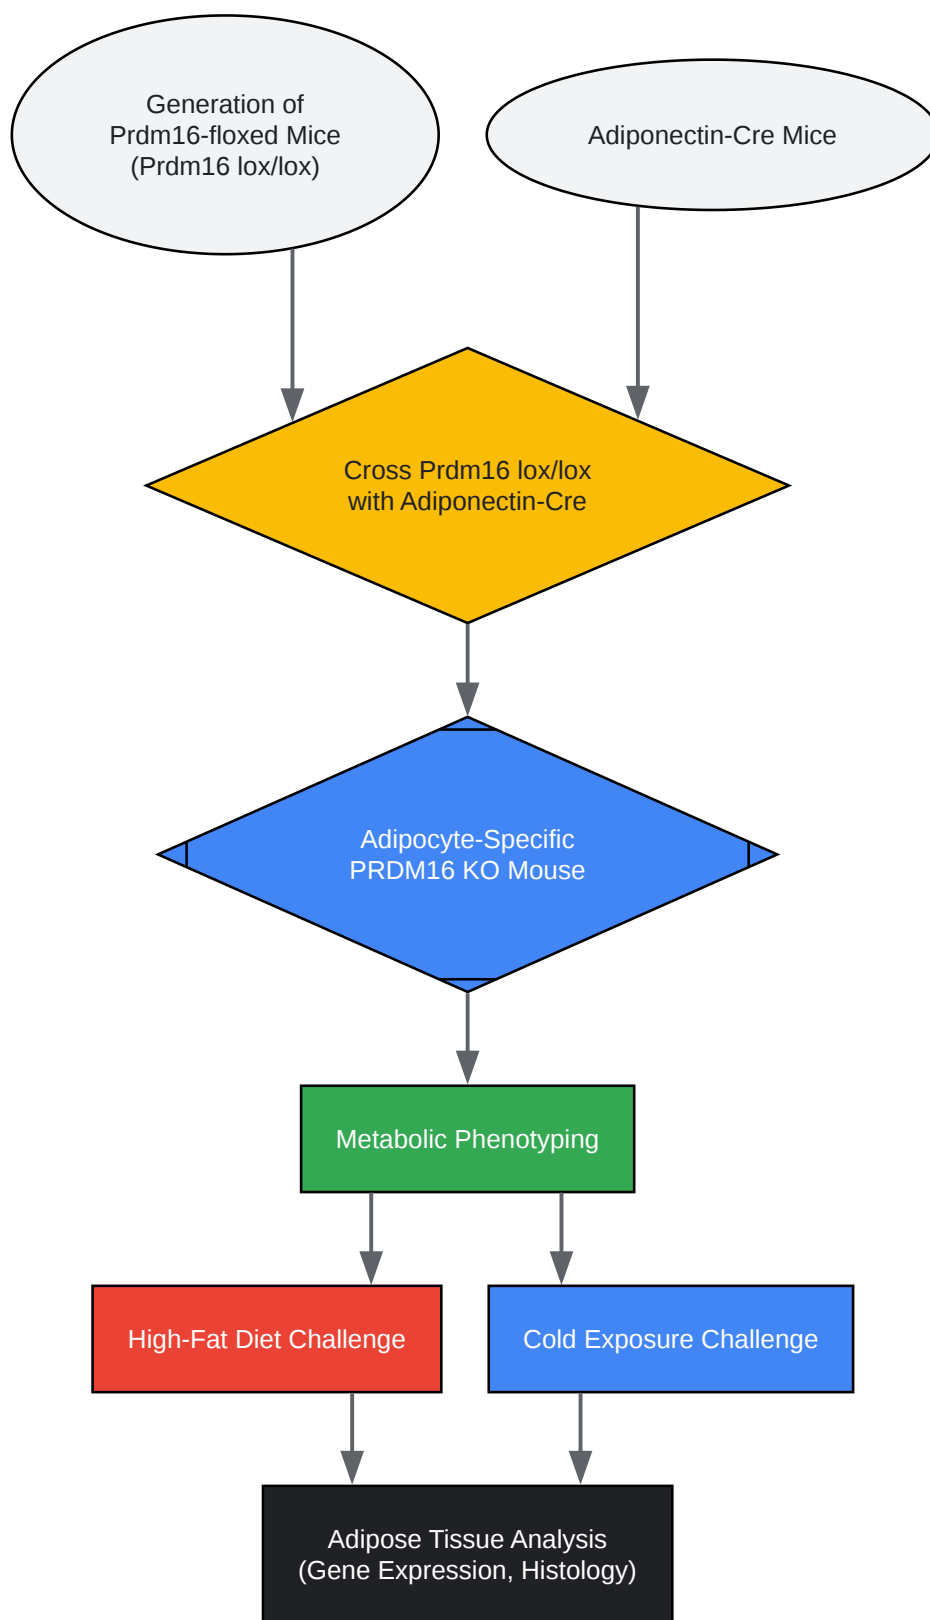 Generation of
Prdm16-floxed Mice
(Prdm16 lox/lox)
Adiponectin-Cre Mice
Cross Prdm16 lox/lox
with Adiponectin-Cre
Adipocyte-Specific
PRDM16 KO Mouse
Metabolic Phenotyping
High-Fat Diet Challenge
Cold Exposure Challenge
Adipose Tissue Analysis
(Gene Expression, Histology)